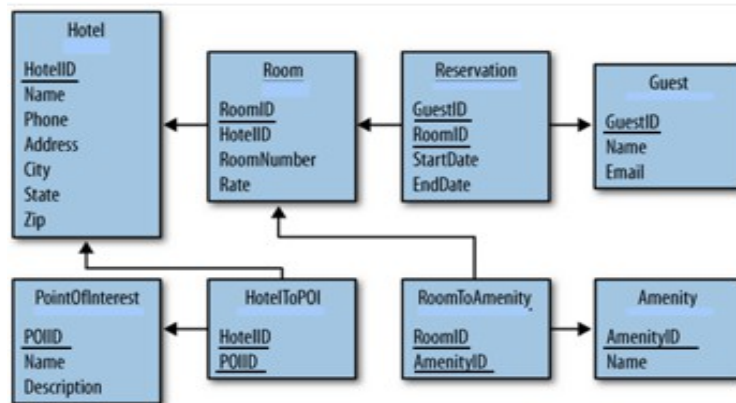 Hotel
HotelID
Name
Phone
Address
City
State
Zip
Room
RoomID
HotelID
RoomNumber
Rate
Reservation
GuestID
RoomID
StartDate
EndDate
Guest
GuestID
Name
Email
PointOfInterest
POIID
Name
Description
HotelToPOI
HotelID
POIID
RoomToAmenity
RoomID
AmenityID
Amenity
AmenityID
Name